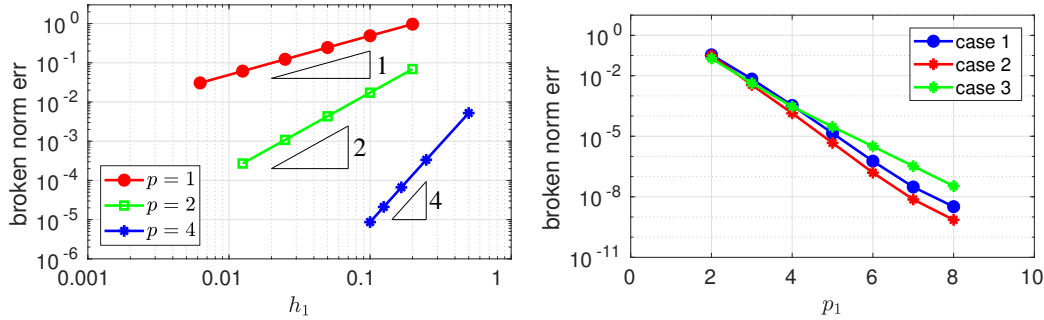 broken norm err
10^0
10^-1
10^-2
10^-3
10^-4
10^-5
10^-6
1
2
4
p = 1
p = 2
p = 4
0.001
0.01
0.1
1
h_1
broken norm err
10^0
10^-2
10^-5
10^-8
10^-11
case 1
case 2
case 3
0
2
4
6
8
10
p_1